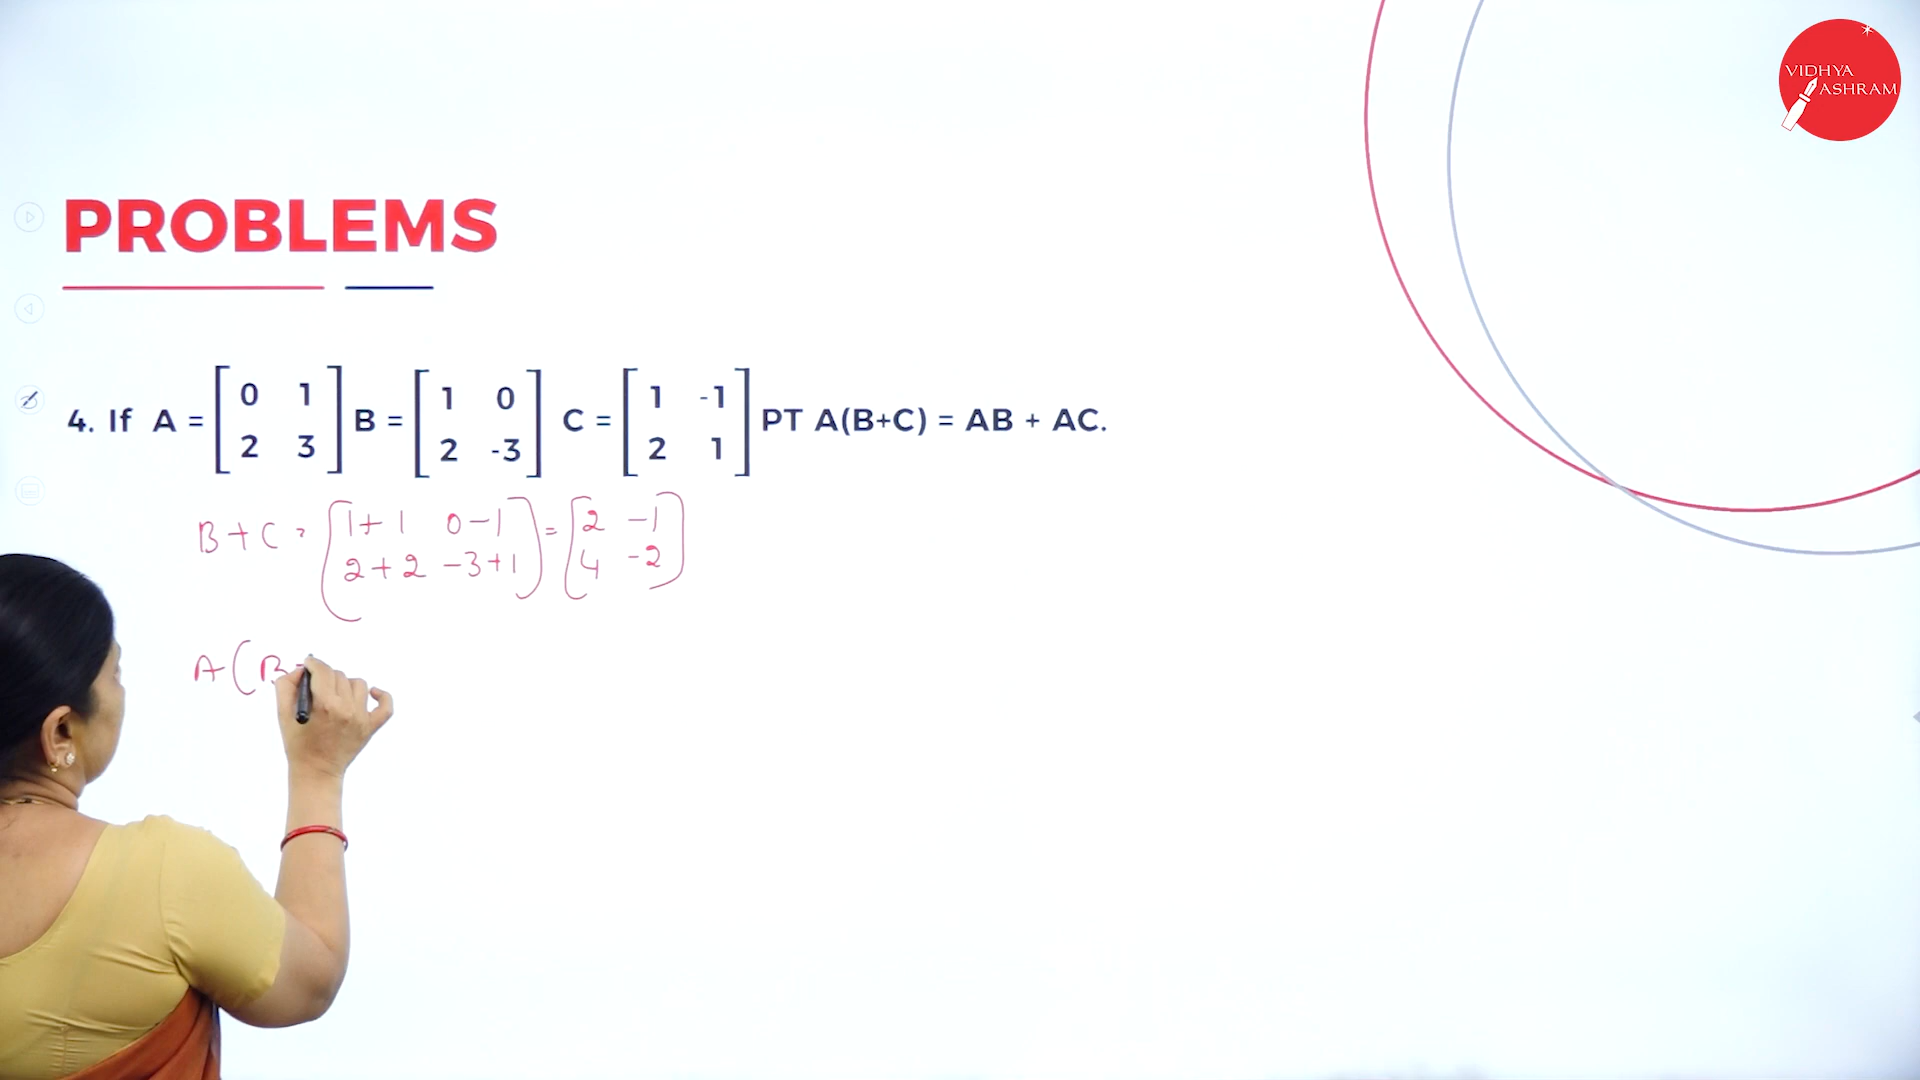 VIDHYA
ASHRAM
PROBLEMS
4. If A = [ 0 1 ] B = [ 1 0 ] C = [ 1 -1 ] PT A(B+C) = AB + AC.
2 3 2 -3 2 1
B+C = [ 1+1 0-1 ] = [ 2 -1 ]
2+2 -3+1 4 -2
A(B+